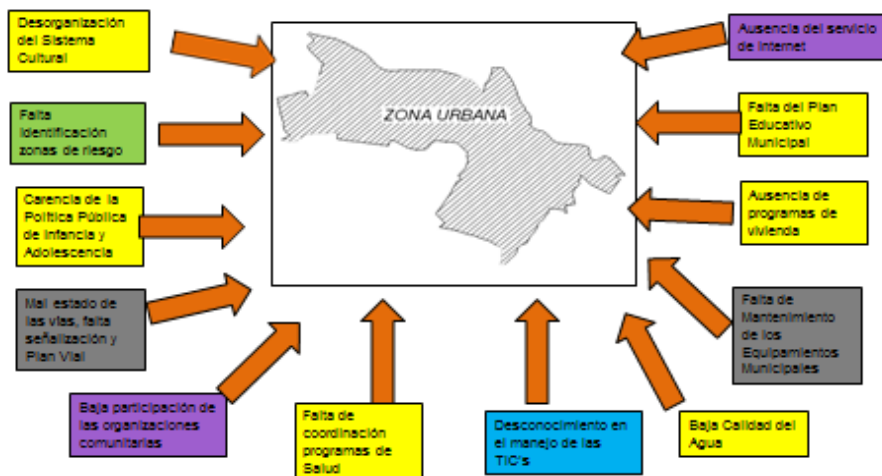 Desorganización
del Sistema
Cultural
Ausencia del servicio
de Internet
ZONA URBANA
Falta
Identificación
zonas de riesgo
Falta del Plan
Educativo
Municipal
Carencia de la
Política Pública
de Infancia y
Adolescencia
Ausencia de
programas de
vivienda
Mal estado de
las vías, falta
señalización y
Plan Vial
Falta de
Mantenimiento
de los
Equipamientos
Municipales
Baja participación de
las organizaciones
comunitarias
Falta de
coordinación
programas de
Salud
Desconocimiento en
el manejo de las
TIC's
Baja Calidad del
Agua